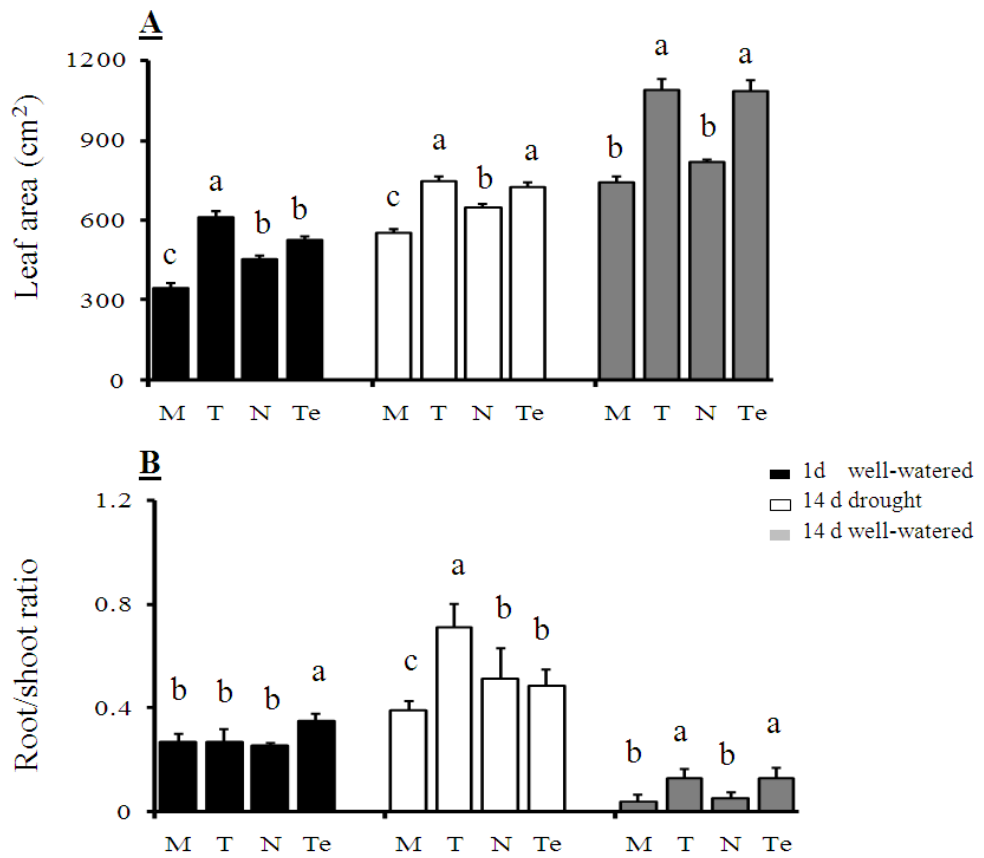 A
Leaf area (cm²)
1200
900
600
300
0
c a b b
c a b a
b a b a
M T N Te M T N Te M T N Te
B
1d well-watered
14 d drought
14 d well-watered
Root/shoot ratio
1.2
0.8
0.4
0
b b b a
c a b b
b a b a
M T N Te M T N Te M T N Te